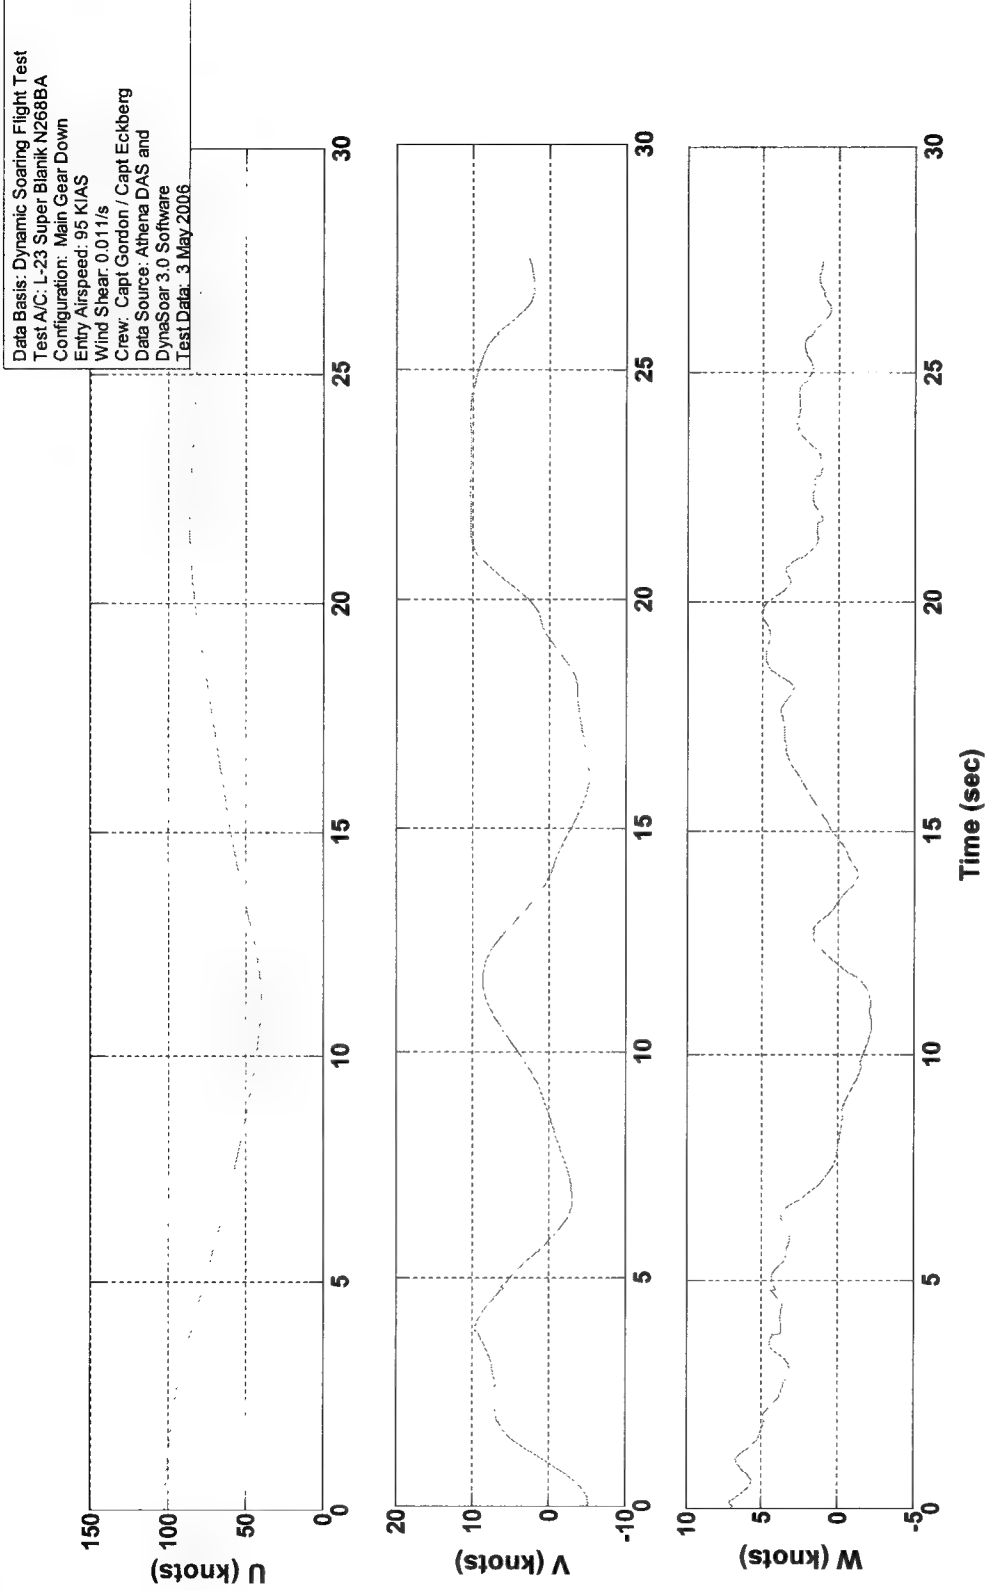 Data Basis: Dynamic Soaring Flight Test
Test A/C: L-23 Super Blanik N268BA
Configuration: Main Gear Down
Entry Airspeed: 95 KIAS
Wind Shear: 0.011/s
Crew: Capt Gordon / Capt Eckberg
Data Source: Athena DAS and
DynaSoar 3.0 Software
Test Data: 3 May 2006
U (knots)
150
100
50
0
0 5 10 15 20 25 30
V (knots)
20
10
0
-10
0 5 10 15 20 25 30
W (knots)
10
5
0
-5
0 5 10 15 20 25 30
Time (sec)